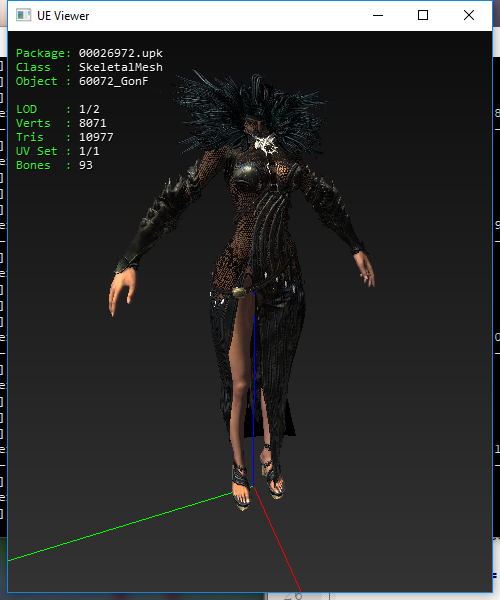 UE Viewer
Package: 00026972.upk
Class : SkeletalMesh
Object : 60072_GonF
LOD : 1/2
Verts : 8071
Tris : 10977
UV Set : 1/1
Bones : 93